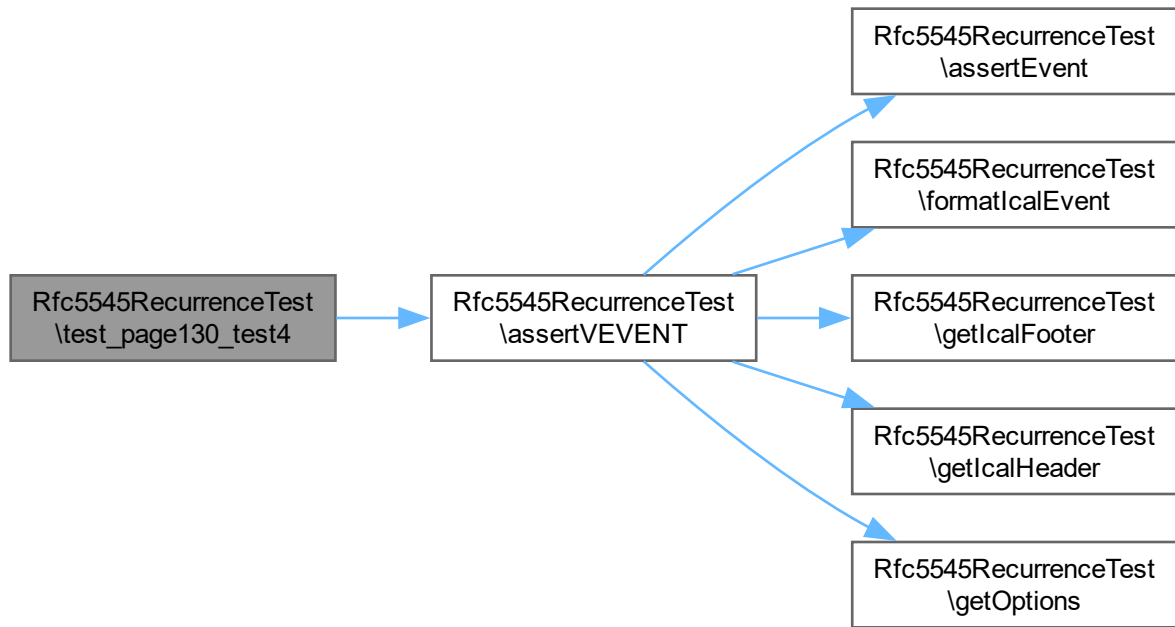 Rfc5545RecurrenceTest
\test_page130_test4
Rfc5545RecurrenceTest
\assertVEVENT
Rfc5545RecurrenceTest
\assertEvent
Rfc5545RecurrenceTest
\formatIcalEvent
Rfc5545RecurrenceTest
\getIcalFooter
Rfc5545RecurrenceTest
\getIcalHeader
Rfc5545RecurrenceTest
\getOptions